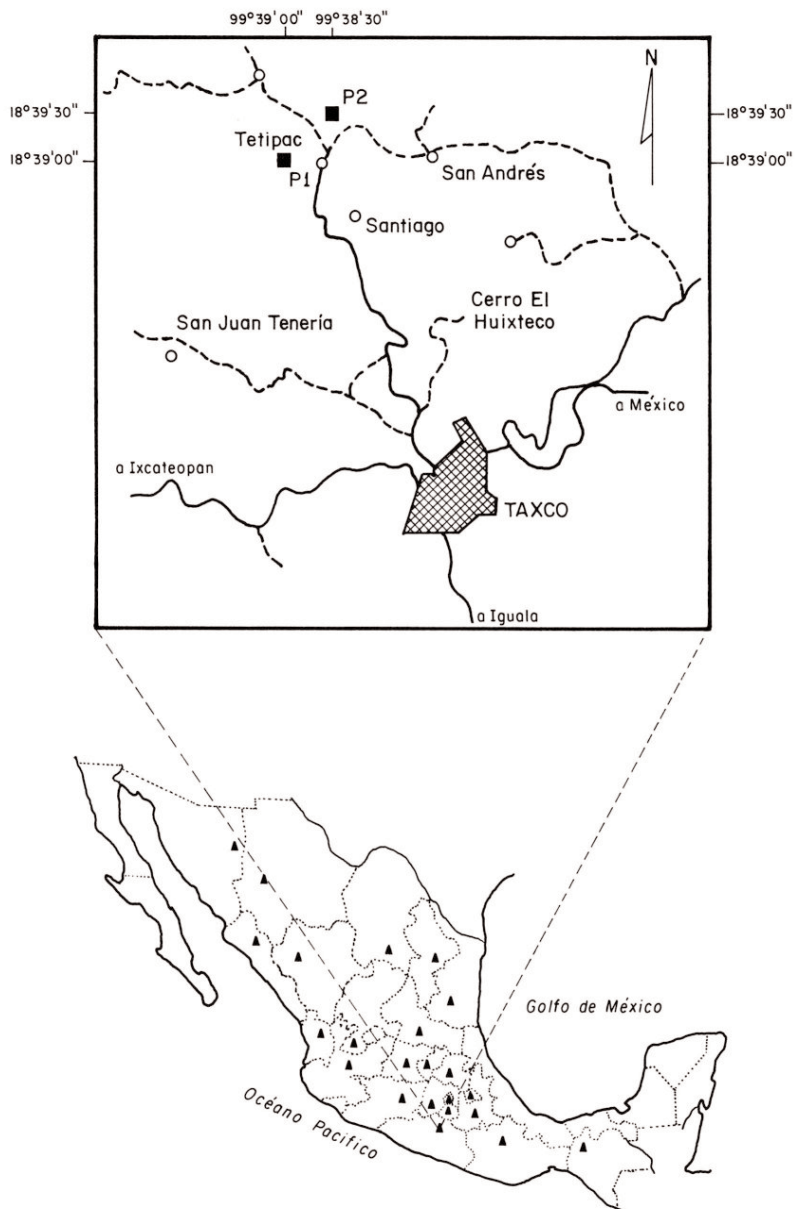 99°39'00" 99°38'30"
N
18°39'30"
P2
18°39'30"
Tetipac
18°39'00"
P1
18°39'00"
San Andrés
Santiago
Cerro El
Huixteco
San Juan Tenería
a México
a Ixcateopan
TAXCO
a Iguala
Golfo de México
Océano Pacífico